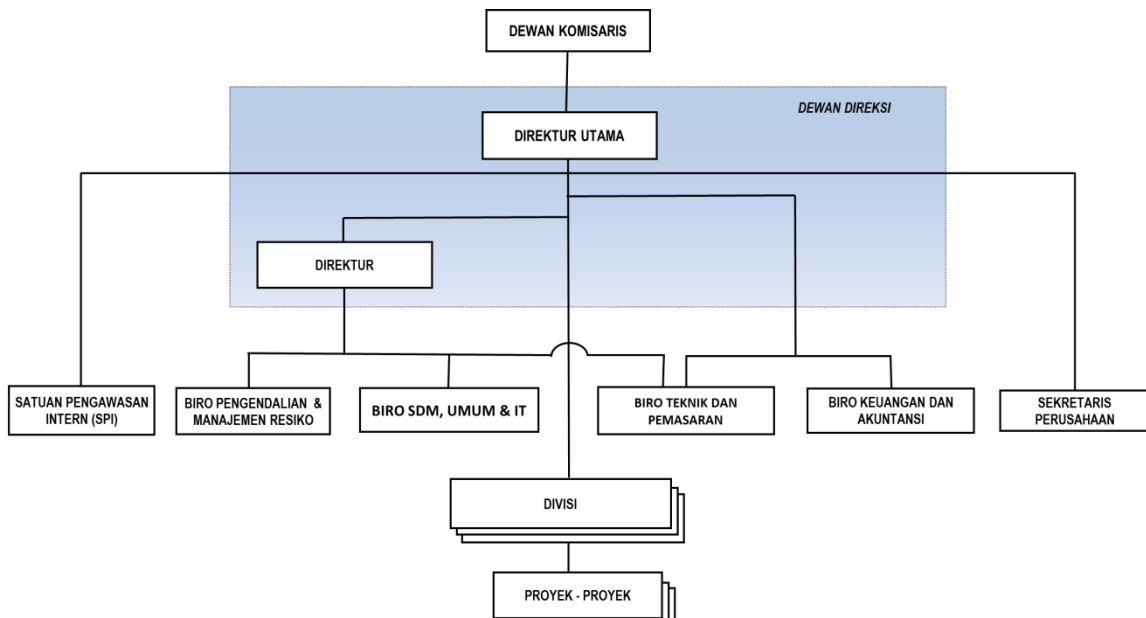 DEWAN KOMISARIS
DEWAN DIREKSI
DIREKTUR UTAMA
DIREKTUR
SATUAN PENGAWASAN
INTERN (SPI)
BIRO PENGENDALIAN &
MANAJEMEN RESIKO
BIRO SDM, UMUM & IT
BIRO TEKNIK DAN
PEMASARAN
BIRO KEUANGAN DAN
AKUNTANSI
SEKRETARIS
PERUSAHAAN
DIVISI
PROYEK - PROYEK